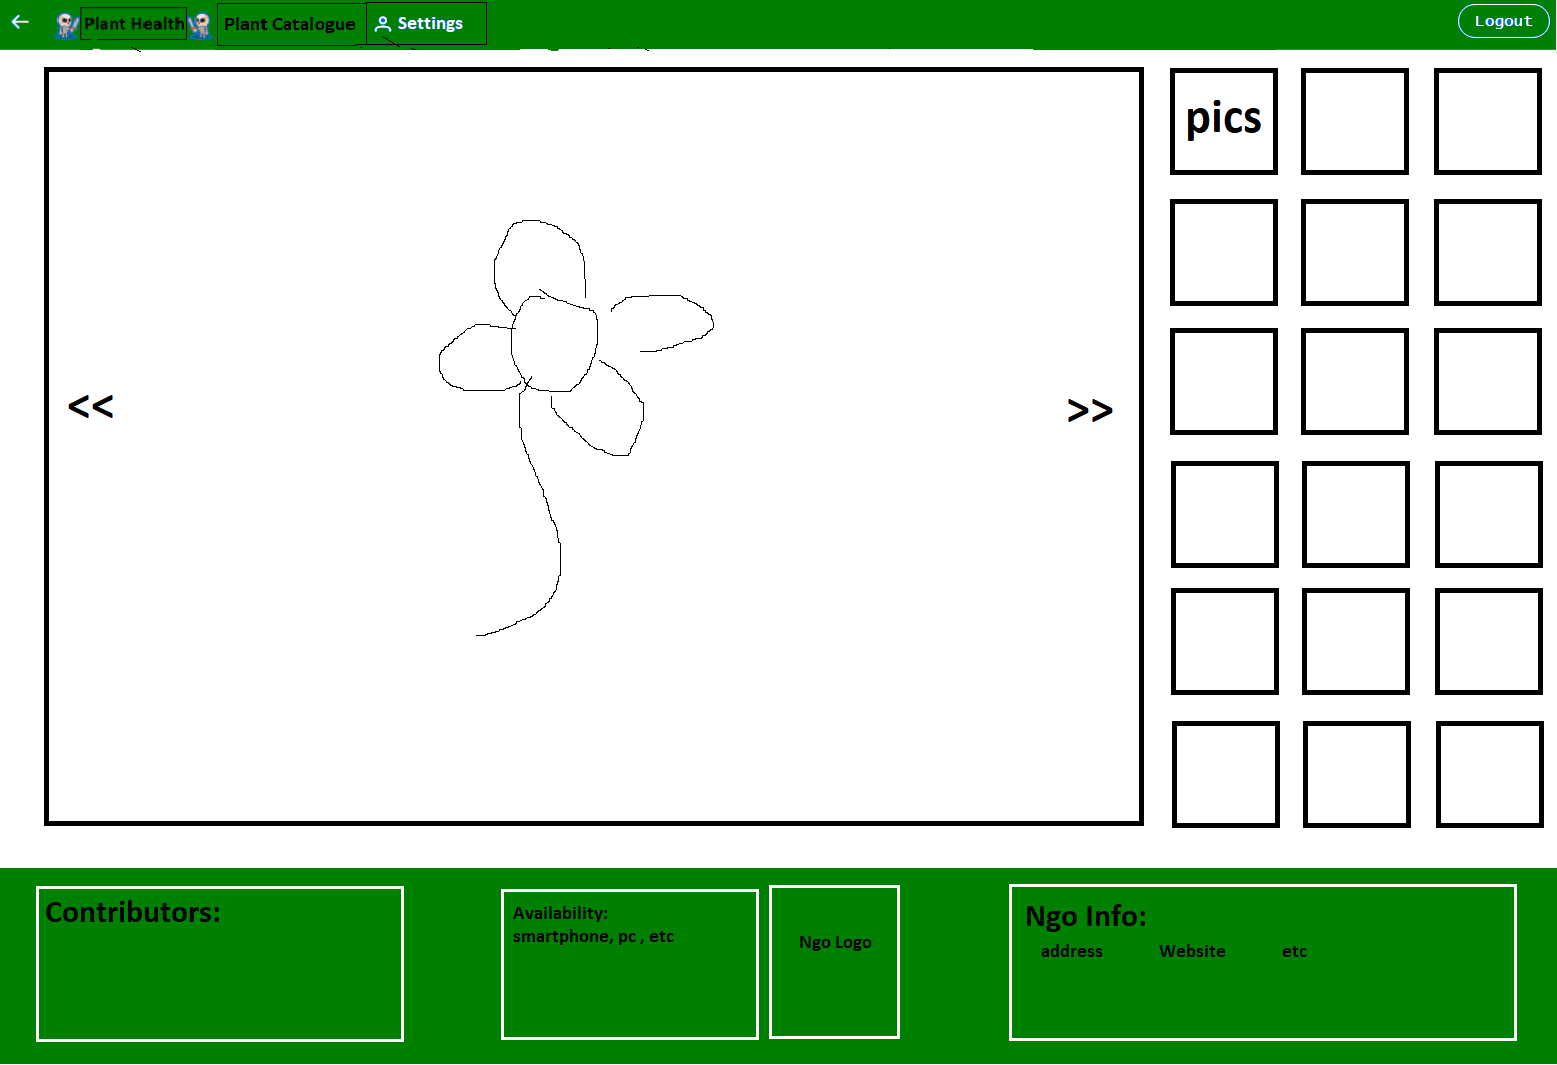 Plant Health Plant Catalogue Settings Logout
pics
<< >>
Contributors:
Availability:
smartphone, pc , etc
Ngo Logo
Ngo Info:
address Website etc